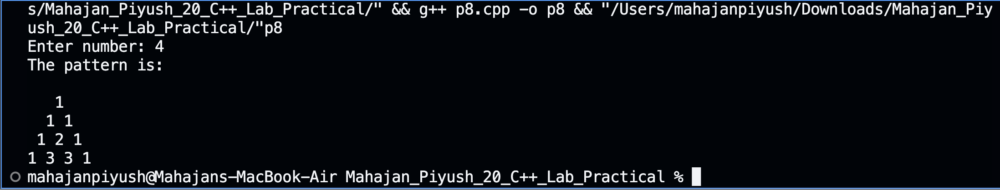 s/Mahajan_Piyush_20_C++_Lab_Practical/" && g++ p8.cpp -o p8 && "/Users/mahajanpiyush/Downloads/Mahajan_Piy
ush_20_C++_Lab_Practical/"p8
Enter number: 4
The pattern is:

   1
  1 1
 1 2 1
1 3 3 1
mahajanpiyush@Mahajans-MacBook-Air Mahajan_Piyush_20_C++_Lab_Practical %